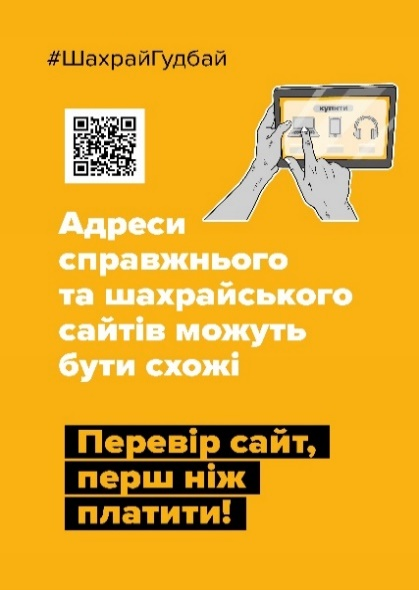 #ШахрайГудбай
купити
Адреси
справжнього
та шахрайського
сайтів можуть
бути схожі
Перевір сайт,
перш ніж
платити!